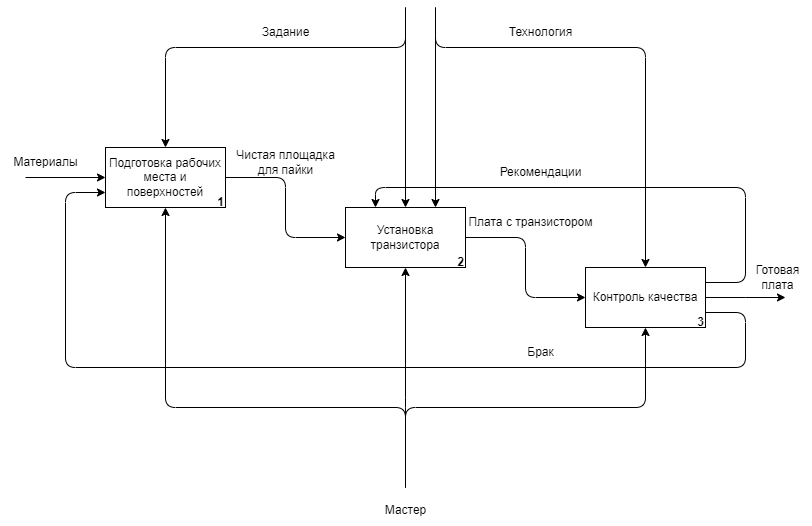 Задание
Технология
Материалы
Подготовка рабочих
места и
поверхностей
1
Чистая площадка
для пайки
Рекомендации
Установка
транзистора
2
Плата с транзистором
Контроль качества
3
Готовая
плата
Брак
Мастер